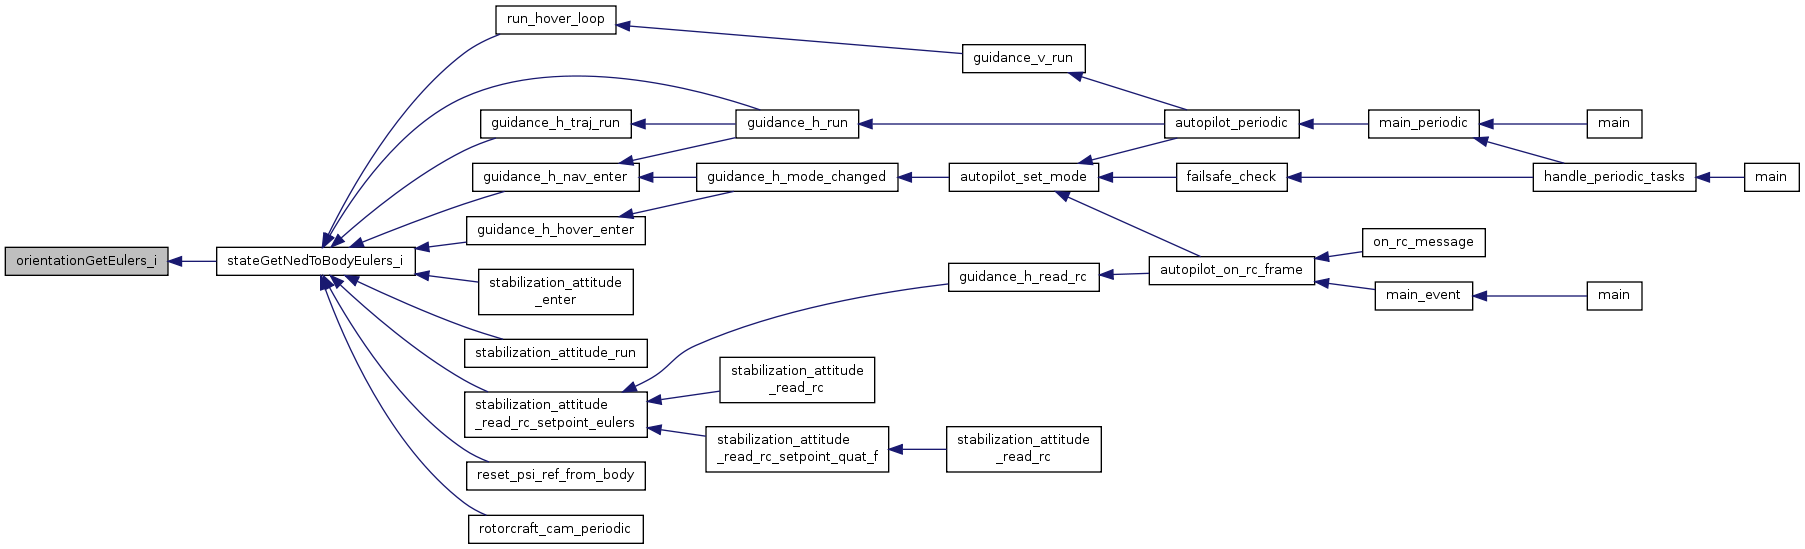 run_hover_loop
guidance_v_run
guidance_h_traj_run
guidance_h_run
autopilot_periodic
main_periodic
main
guidance_h_nav_enter
guidance_h_mode_changed
autopilot_set_mode
failsafe_check
handle_periodic_tasks
main
guidance_h_hover_enter
on_rc_message
orientationGetEulers_i
stateGetNedToBodyEulers_i
stabilization_attitude
_enter
guidance_h_read_rc
autopilot_on_rc_frame
main_event
main
stabilization_attitude_run
stabilization_attitude
_read_rc
stabilization_attitude
_read_rc_setpoint_eulers
stabilization_attitude
_read_rc_setpoint_quat_f
stabilization_attitude
_read_rc
reset_psi_ref_from_body
rotorcraft_cam_periodic